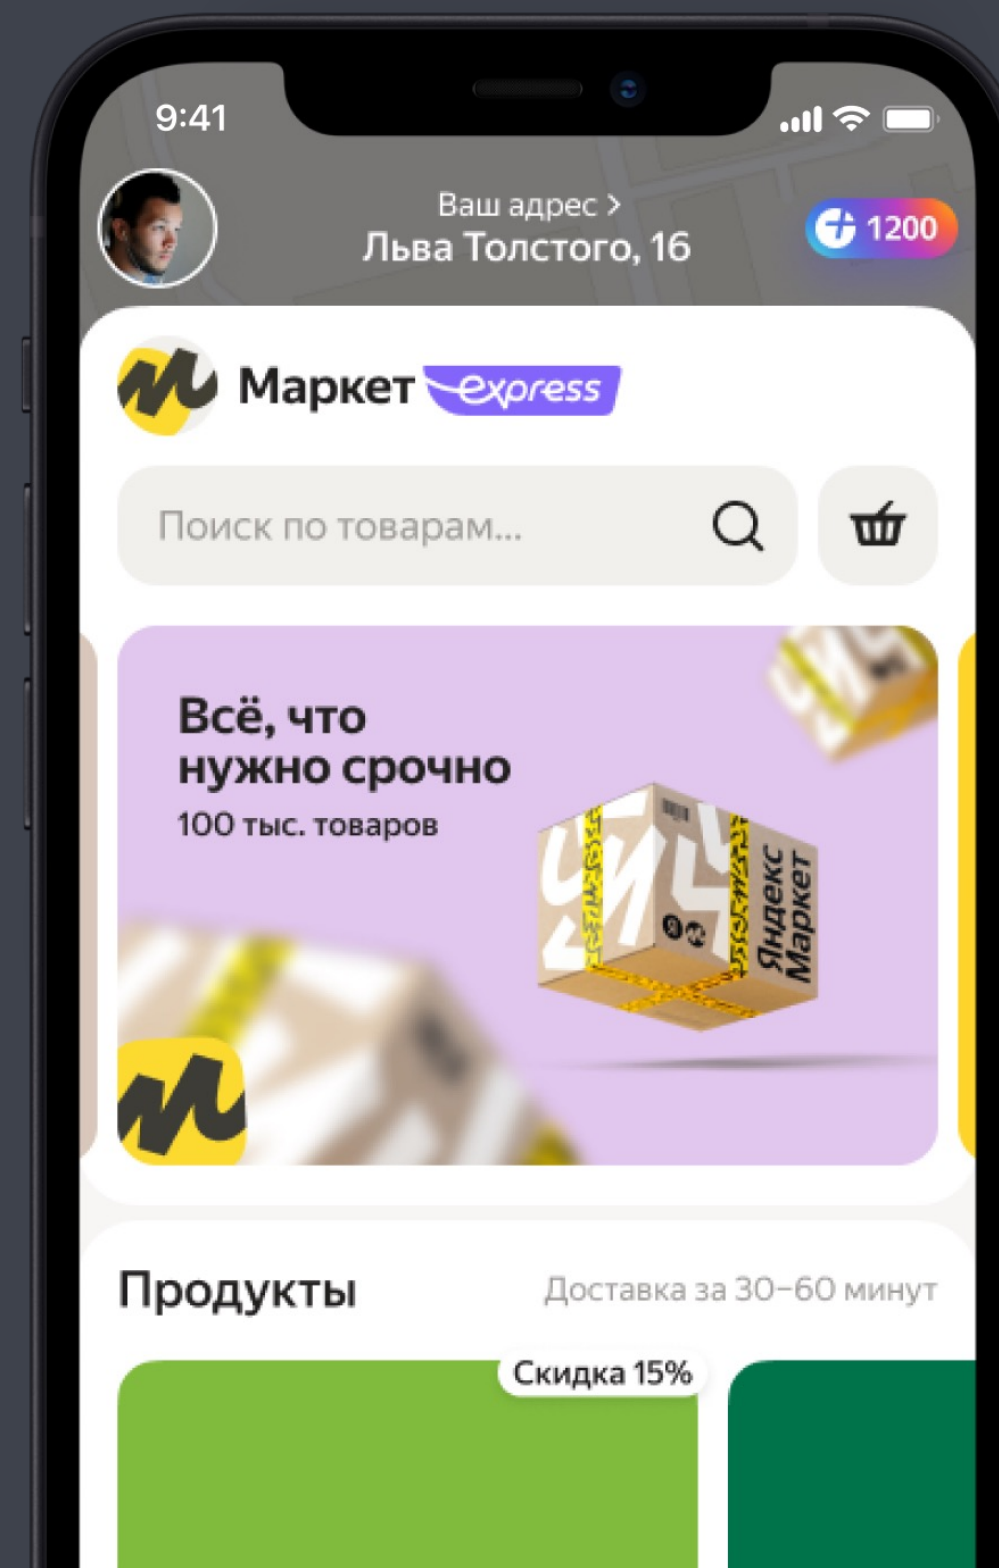 9:41
Ваш адрес >
Льва Толстого, 16
1200
Маркет express
Поиск по товарам...
Всё, что
нужно срочно
100 тыс. товаров
Яндекс
Маркет
Продукты
Доставка за 30–60 минут
Скидка 15%